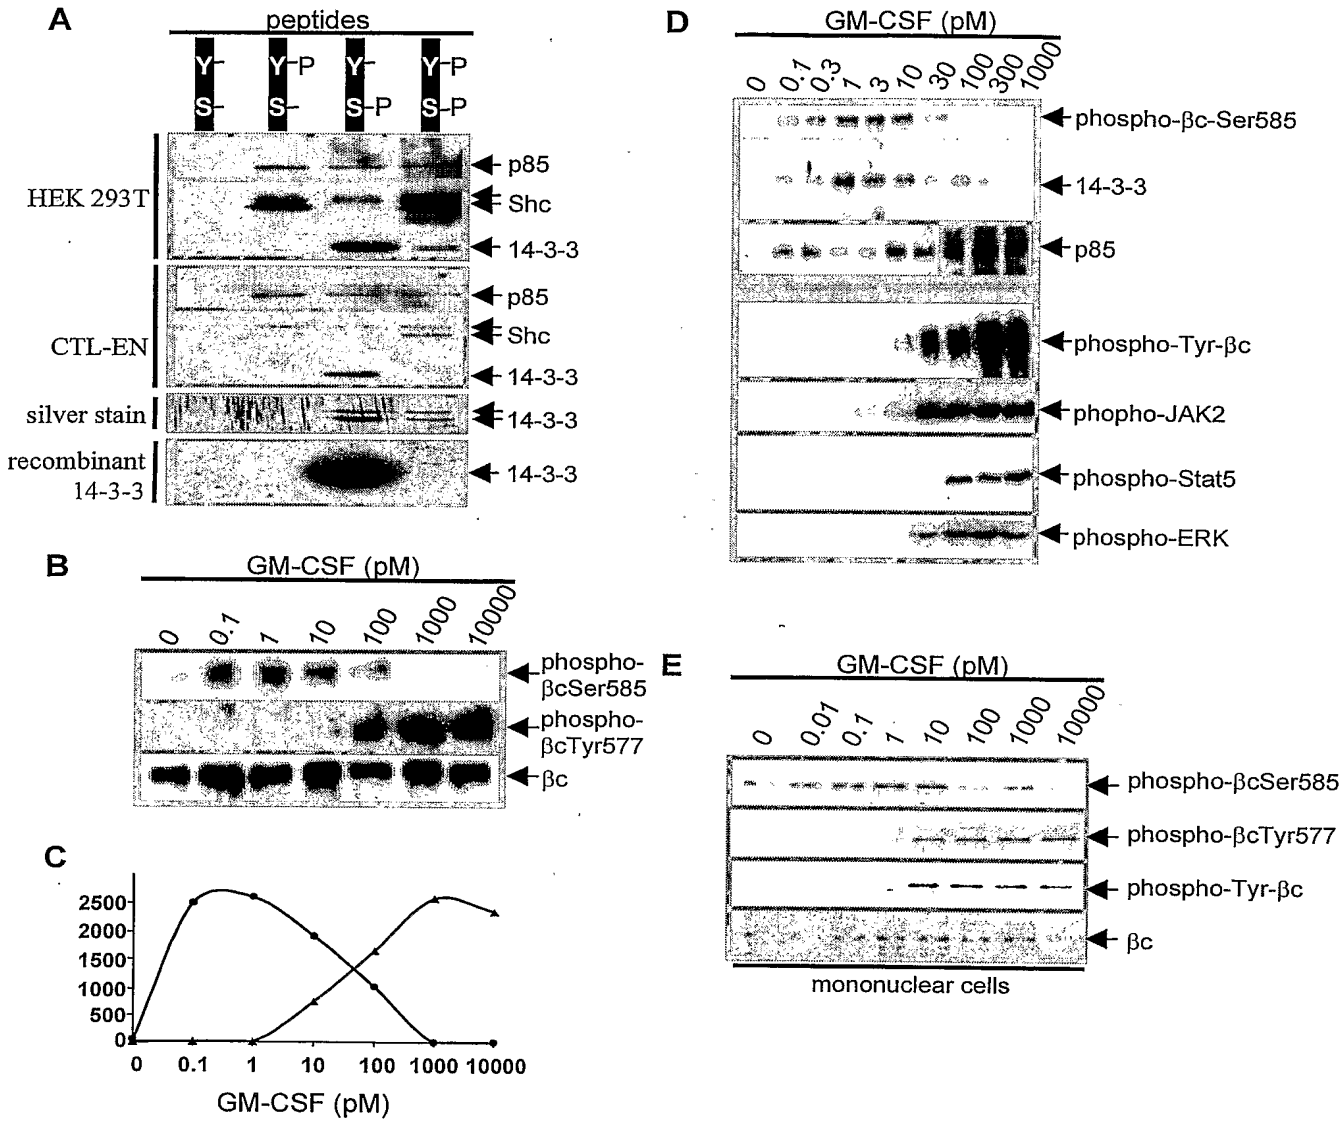 A
peptides
Y- Y-P Y- Y-P
S- S- S-P S-P
HEK 293T
p85
Shc
14-3-3
CTL-EN
p85
Shc
14-3-3
silver stain
14-3-3
recombinant
14-3-3
14-3-3
B
GM-CSF (pM)
0 0.1 1 10 100 1000 10000
phospho-
βcSer585
phospho-
βcTyr577
βc
C
2500
2000
1500
1000
500
0
0 0.1 1 10 100 1000 10000
GM-CSF (pM)
D
GM-CSF (pM)
0 0.1 0.3 1 3 10 30 100 300 1000
phospho-βc-Ser585
14-3-3
p85
phospho-Tyr-βc
phopho-JAK2
phospho-Stat5
phospho-ERK
E
GM-CSF (pM)
0 0.01 0.1 1 10 100 1000 10000
phospho-βcSer585
phospho-βcTyr577
phospho-Tyr-βc
βc
mononuclear cells